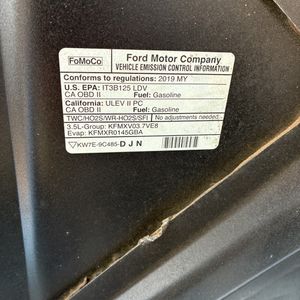 FoMoCo
Ford Motor Company
VEHICLE EMISSION CONTROL INFORMATION
Conforms to regulations: 2019 MY
U.S. EPA: IT3B125 LDV
CA OBD II Fuel: Gasoline
California: ULEV II PC
CA OBD II Fuel: Gasoline
TWC/HO2S/WR-HO2S/SFI No adjustments needed.
3.5L-Group: KFMXV03.7VE8
Evap: KFMXR0145GBA
KW7E-9C485-DJN